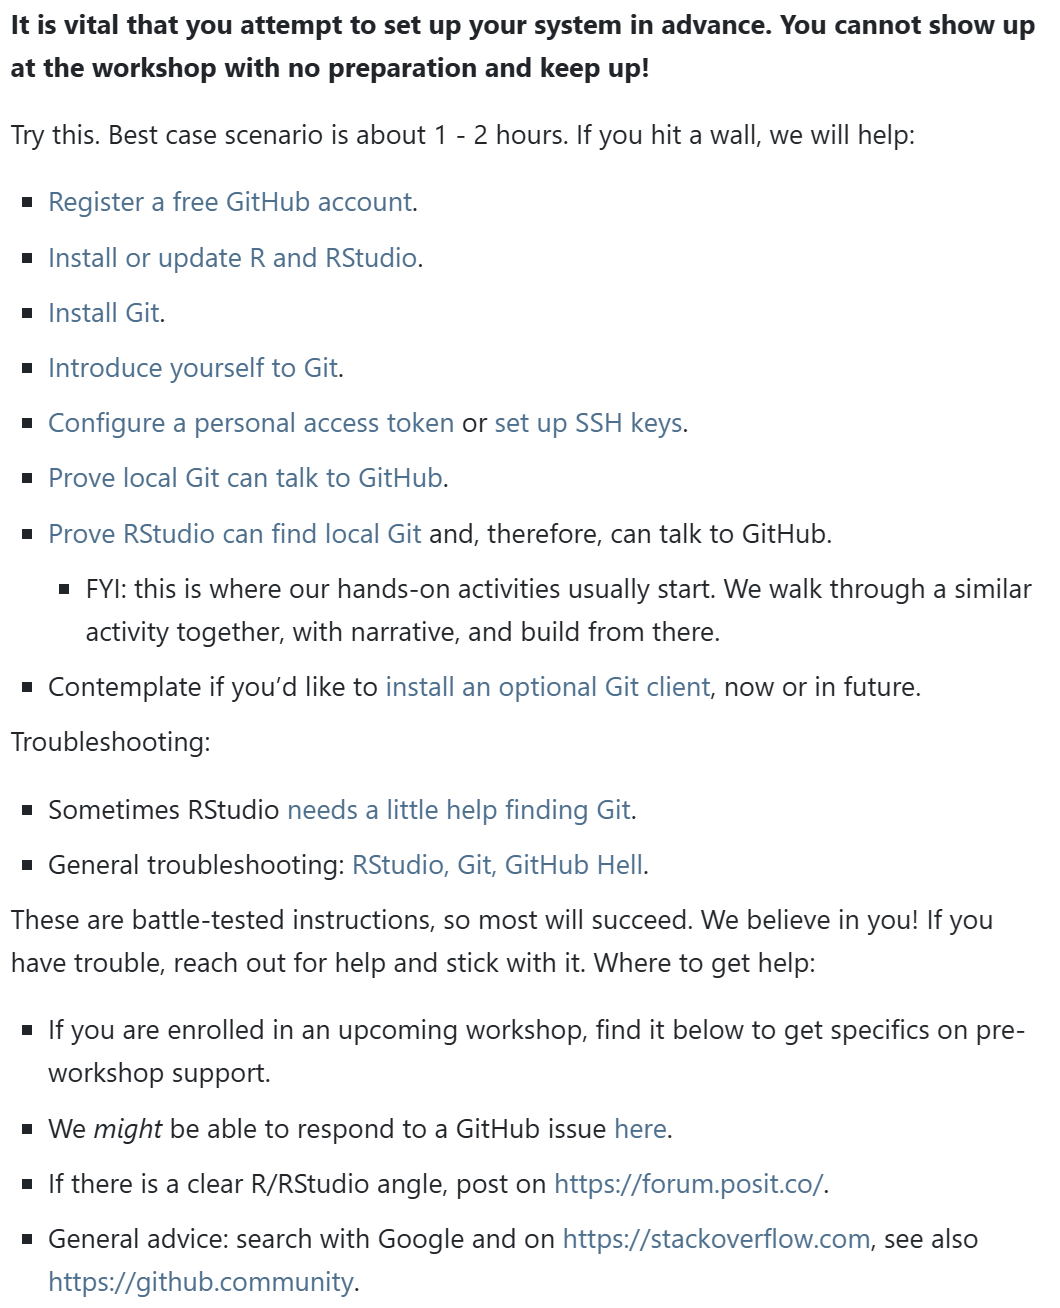 It is vital that you attempt to set up your system in advance. You cannot show up
at the workshop with no preparation and keep up!
Try this. Best case scenario is about 1 - 2 hours. If you hit a wall, we will help:
▪ Register a free GitHub account.
▪ Install or update R and RStudio.
▪ Install Git.
▪ Introduce yourself to Git.
▪ Configure a personal access token or set up SSH keys.
▪ Prove local Git can talk to GitHub.
▪ Prove RStudio can find local Git and, therefore, can talk to GitHub.
▪ FYI: this is where our hands-on activities usually start. We walk through a similar
activity together, with narrative, and build from there.
▪ Contemplate if you’d like to install an optional Git client, now or in future.
Troubleshooting:
▪ Sometimes RStudio needs a little help finding Git.
▪ General troubleshooting: RStudio, Git, GitHub Hell.
These are battle-tested instructions, so most will succeed. We believe in you! If you
have trouble, reach out for help and stick with it. Where to get help:
▪ If you are enrolled in an upcoming workshop, find it below to get specifics on pre-
workshop support.
▪ We might be able to respond to a GitHub issue here.
▪ If there is a clear R/RStudio angle, post on https://forum.posit.co/.
▪ General advice: search with Google and on https://stackoverflow.com, see also
https://github.community.